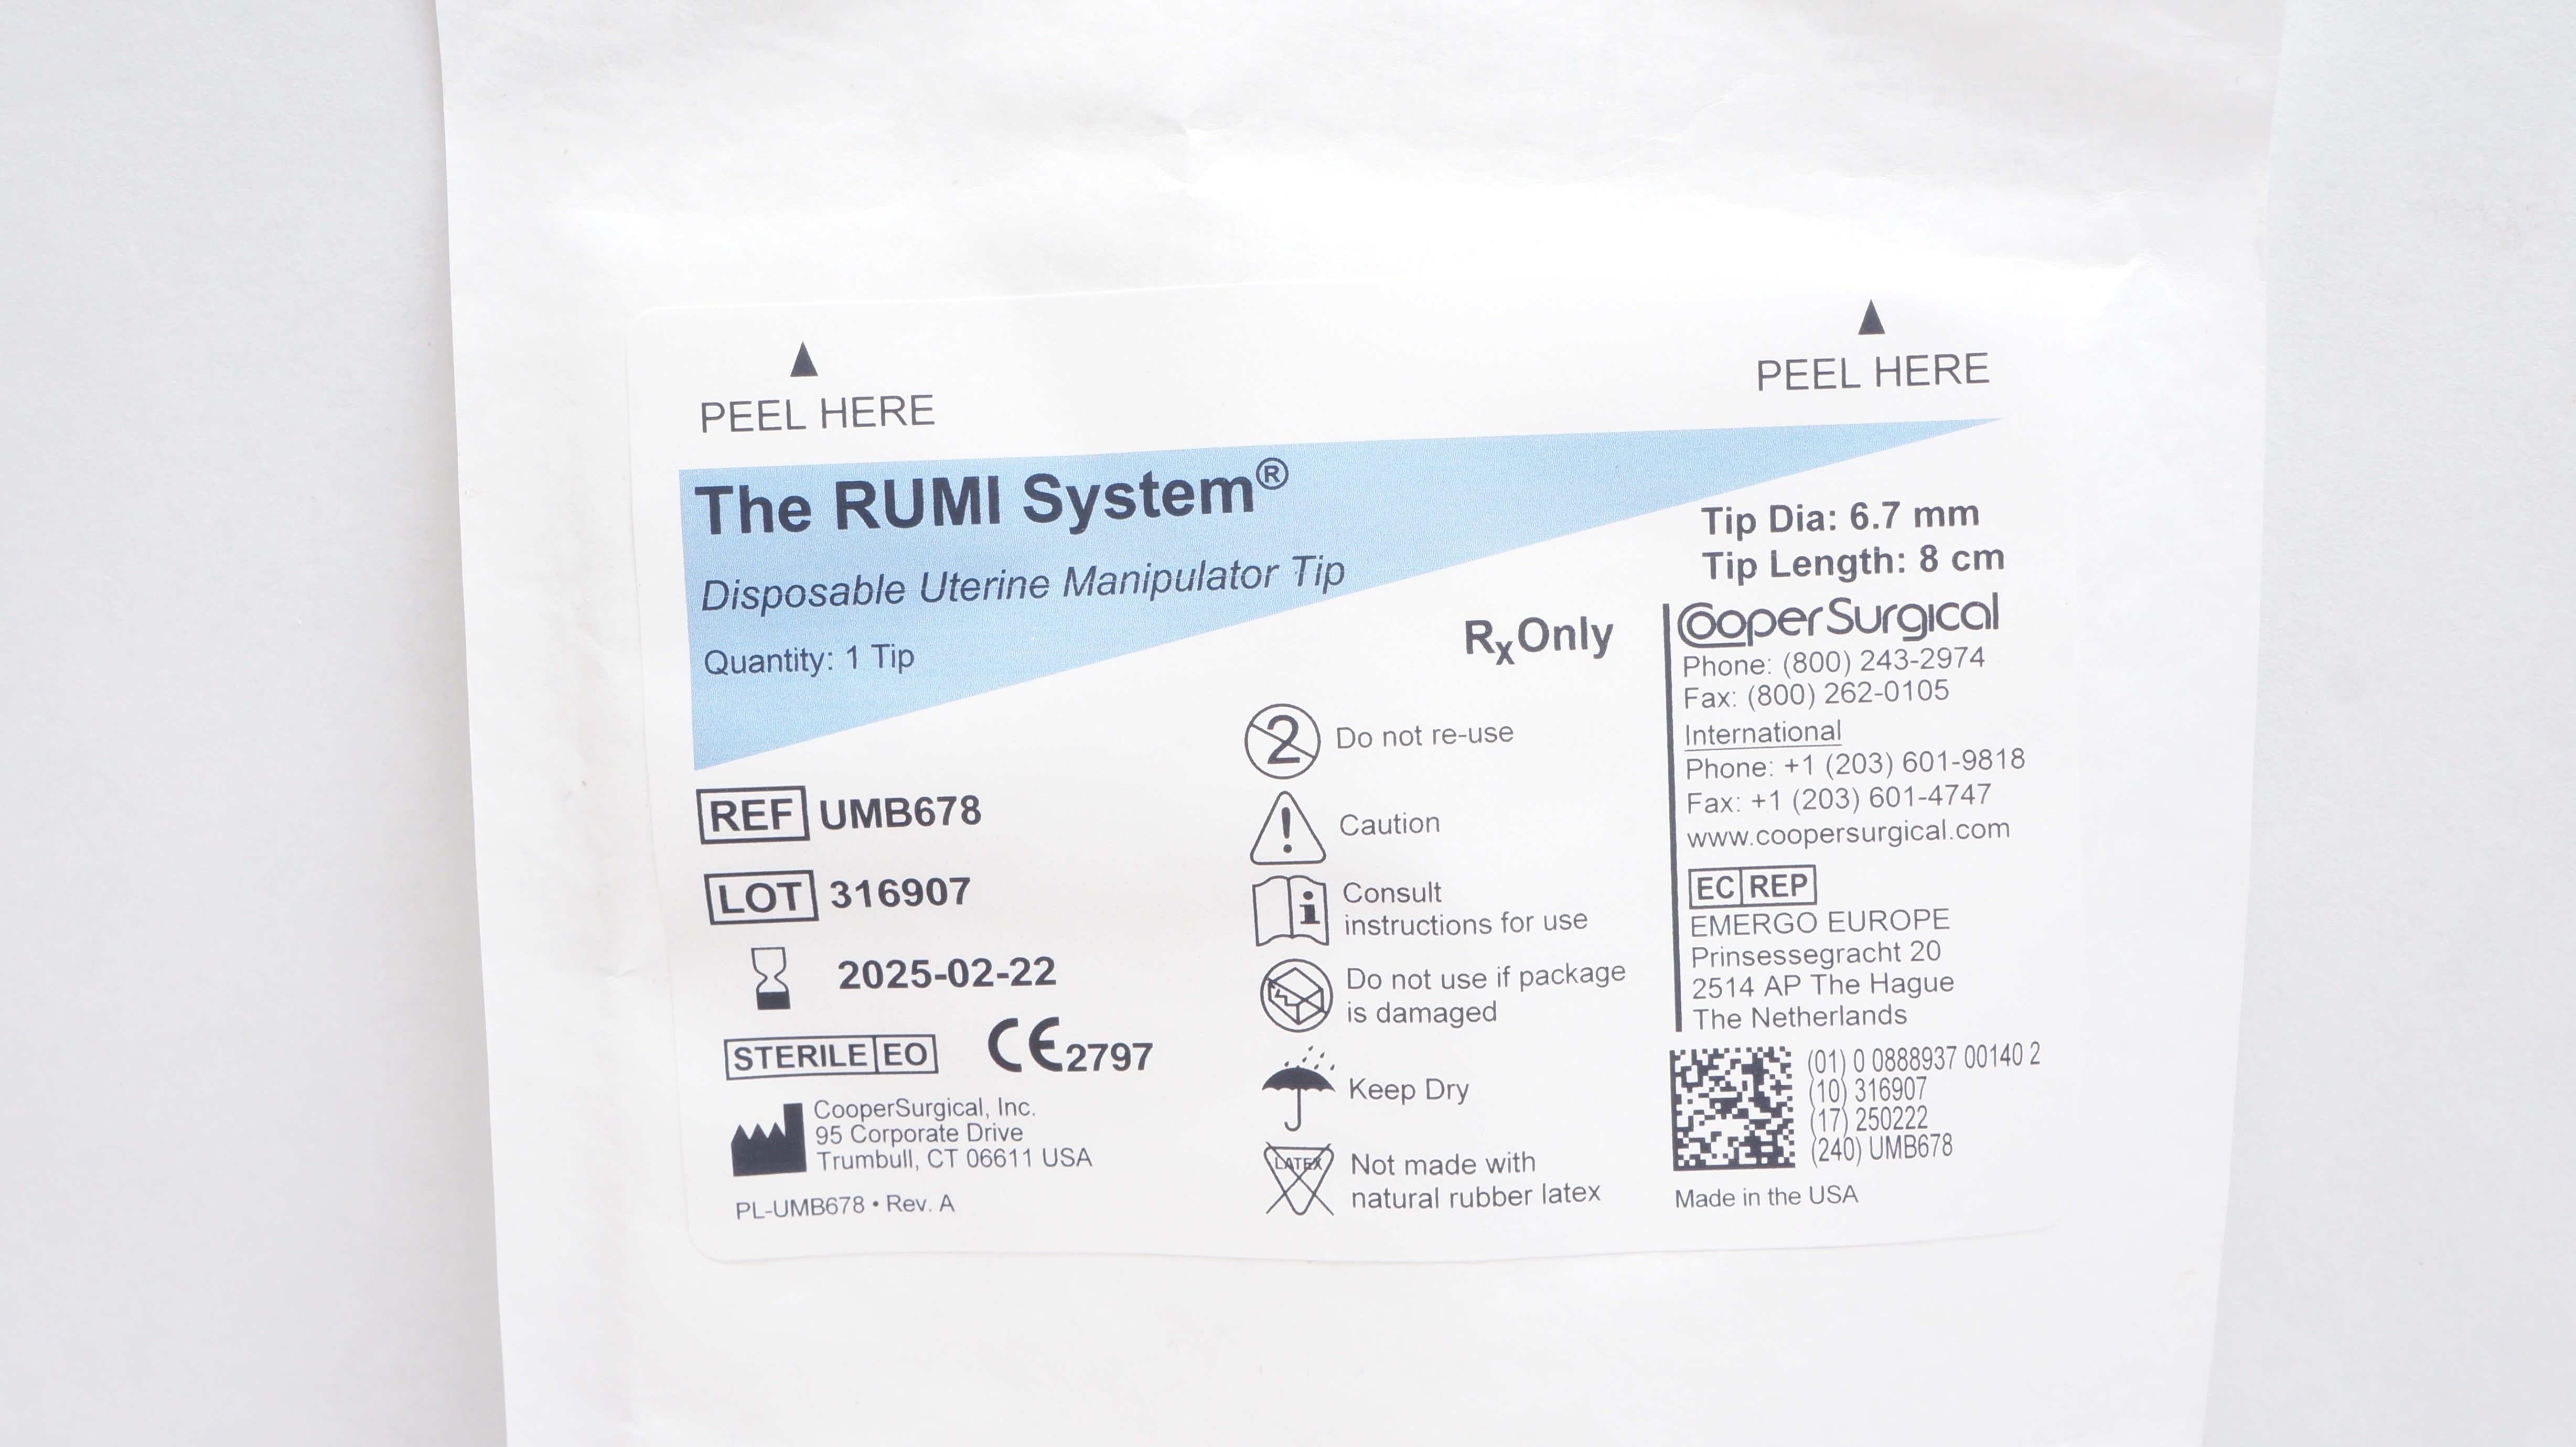 PEEL HERE
PEEL HERE
The RUMI System®
Disposable Uterine Manipulator Tip
Quantity: 1 Tip
Tip Dia: 6.7 mm
Tip Length: 8 cm
Rx Only
REF UMB678
LOT 316907
2025-02-22
STERILE EO CE 2797
CooperSurgical, Inc.
95 Corporate Drive
Trumbull, CT 06611 USA
PL-UMB678 • Rev. A
2 Do not re-use
! Caution
i Consult
instructions for use
Do not use if package
is damaged
Keep Dry
LATEX Not made with
natural rubber latex
CooperSurgical
Phone: (800) 243-2974
Fax: (800) 262-0105
International
Phone: +1 (203) 601-9818
Fax: +1 (203) 601-4747
www.coopersurgical.com
EC REP
EMERGO EUROPE
Prinsessegracht 20
2514 AP The Hague
The Netherlands
(01) 0 0888937 00140 2
(10) 316907
(17) 250222
(240) UMB678
Made in the USA